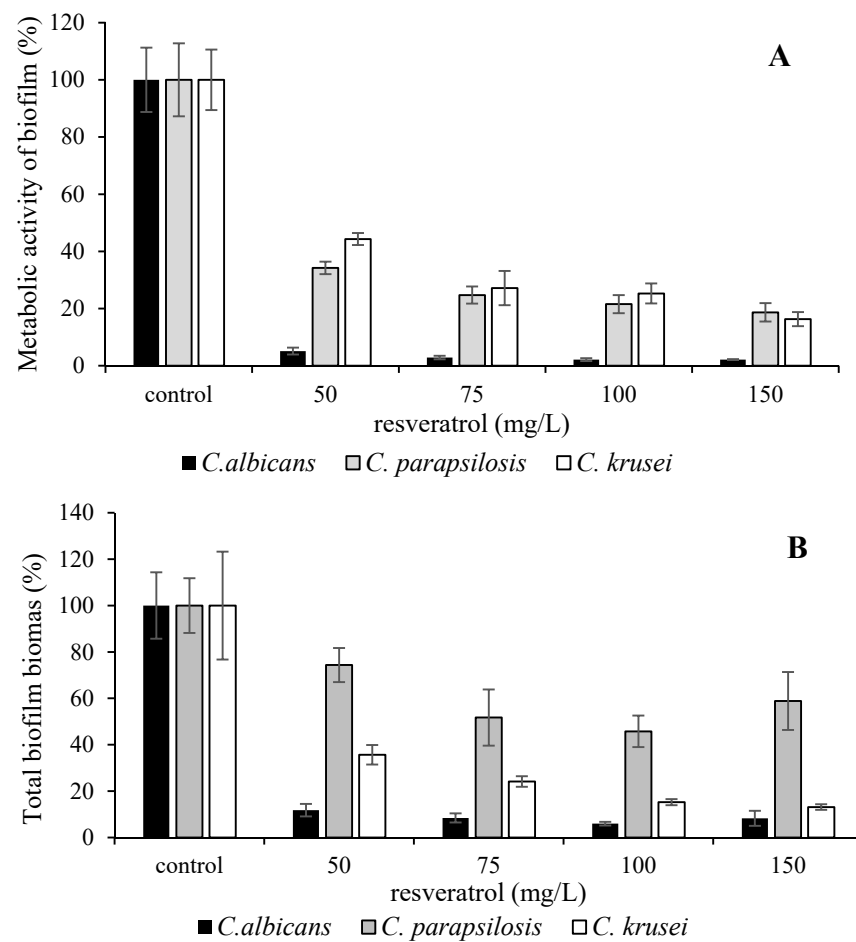 A
Metabolic activity of biofilm (%)
120
100
80
60
40
20
0
control 50 75 100 150
resveratrol (mg/L)
C.albicans C. parapsilosis C. krusei
B
Total biofilm biomas (%)
140
120
100
80
60
40
20
0
control 50 75 100 150
resveratrol (mg/L)
C.albicans C. parapsilosis C. krusei